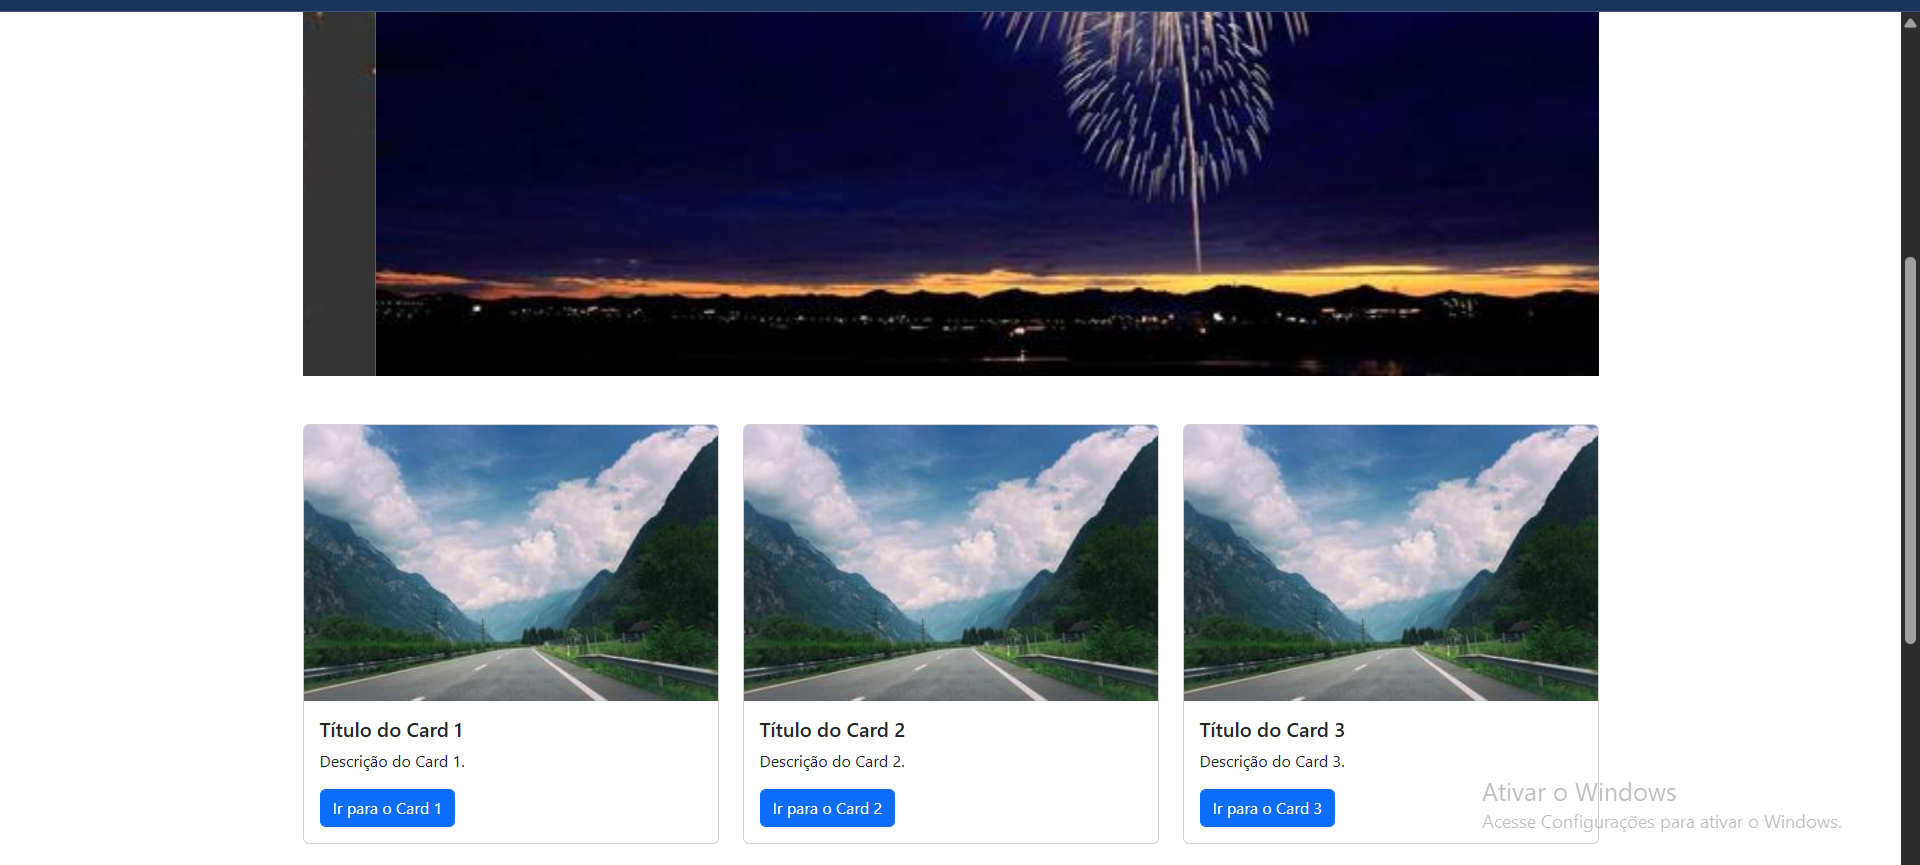 Título do Card 1
Descrição do Card 1.
Ir para o Card 1
Título do Card 2
Descrição do Card 2.
Ir para o Card 2
Título do Card 3
Descrição do Card 3.
Ir para o Card 3
Ativar o Windows
Acesse Configurações para ativar o Windows.